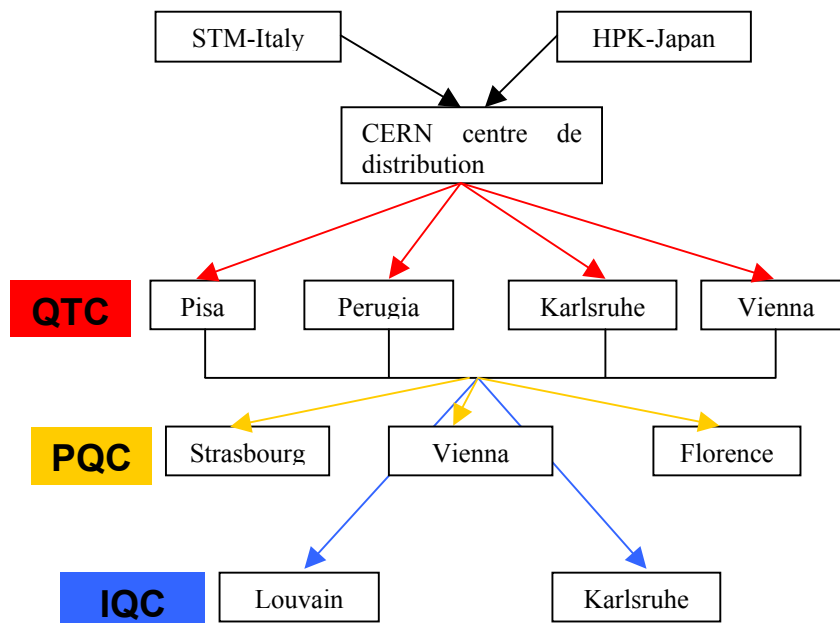 STM-Italy
HPK-Japan
CERN centre de
distribution
QTC
Pisa
Perugia
Karlsruhe
Vienna
PQC
Strasbourg
Vienna
Florence
IQC
Louvain
Karlsruhe